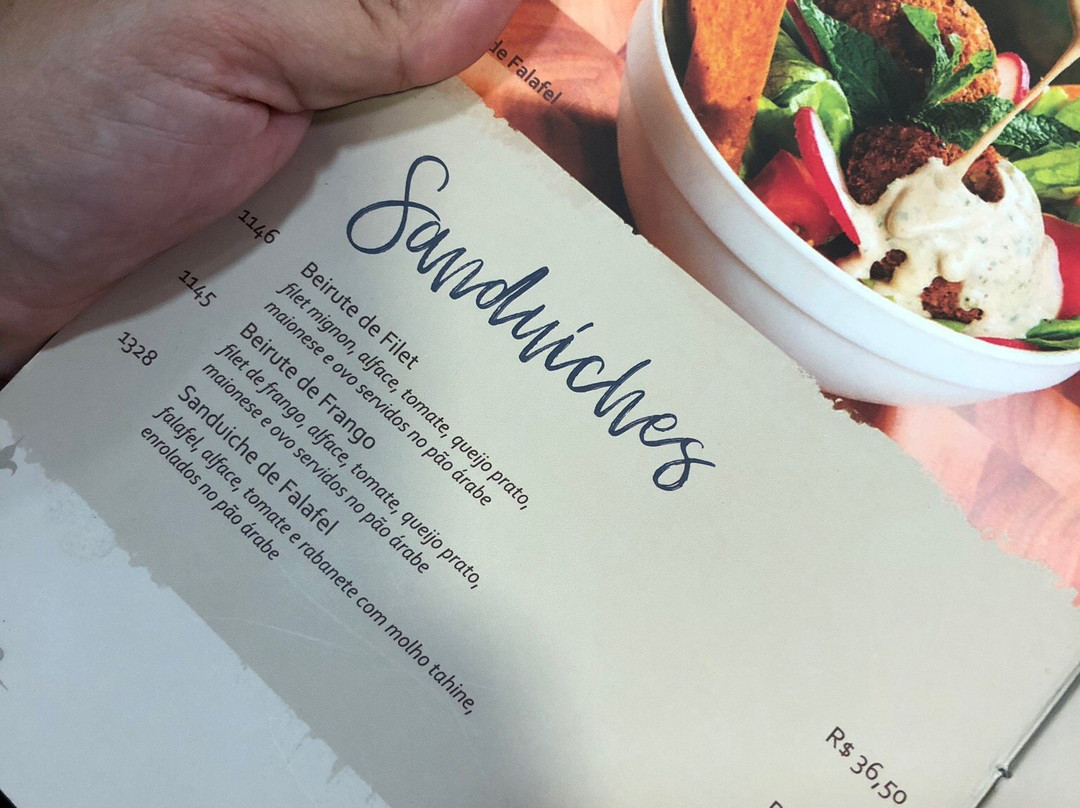 de Falafel
Sanduiches
1146
Beirute de Filet
filet mignon, alface, tomate, queijo prato,
maionese e ovo servidos no pão árabe
R$ 36,50
1145
Beirute de Frango
filet de frango, alface, tomate, queijo prato,
maionese e ovo servidos no pão árabe
1328
Sanduiche de Falafel
falafel, alface, tomate e rabanete com molho tahine,
enrolados no pão árabe